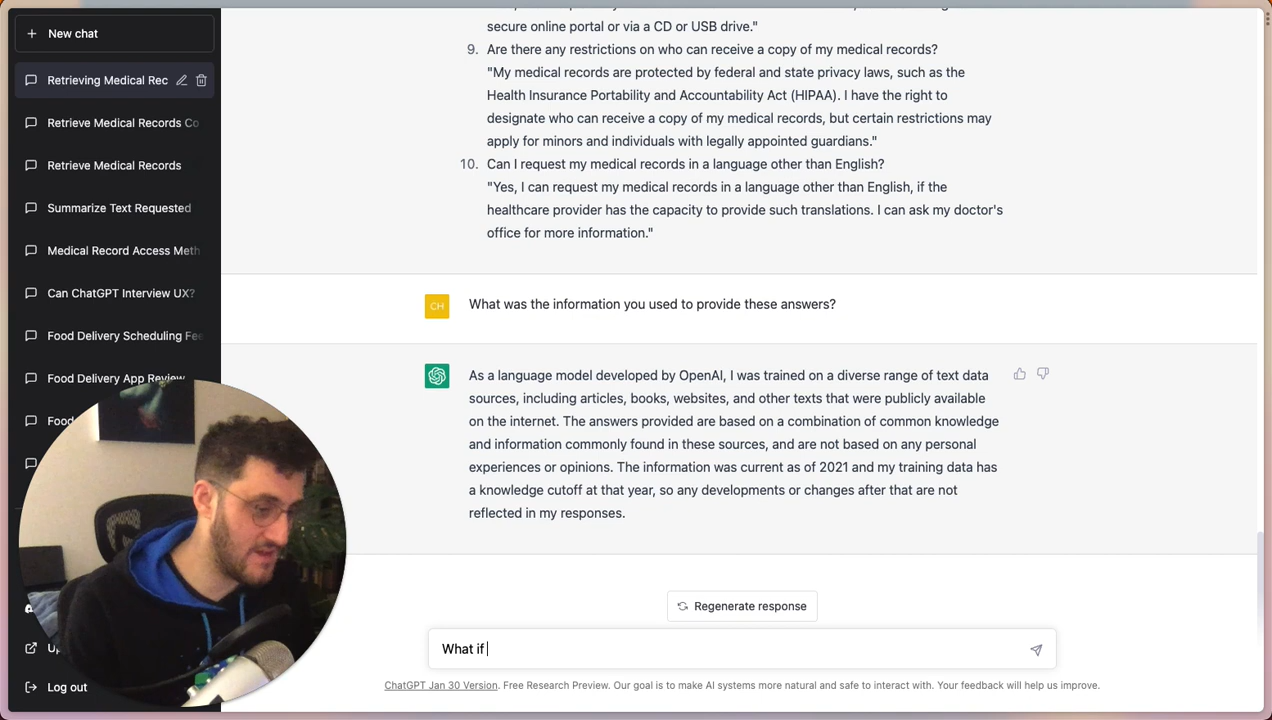 New chat
Retrieving Medical Rec
Retrieve Medical Records Co
Retrieve Medical Records
Summarize Text Requested
Medical Record Access Meth
Can ChatGPT Interview UX?
Food Delivery Scheduling Fee
Food Delivery App Review
Food
Log out
secure online portal or via a CD or USB drive."
9. Are there any restrictions on who can receive a copy of my medical records?
"My medical records are protected by federal and state privacy laws, such as the
Health Insurance Portability and Accountability Act (HIPAA). I have the right to
designate who can receive a copy of my medical records, but certain restrictions may
apply for minors and individuals with legally appointed guardians."
10. Can I request my medical records in a language other than English?
"Yes, I can request my medical records in a language other than English, if the
healthcare provider has the capacity to provide such translations. I can ask my doctor's
office for more information."
CH
What was the information you used to provide these answers?
As a language model developed by OpenAI, I was trained on a diverse range of text data
sources, including articles, books, websites, and other texts that were publicly available
on the internet. The answers provided are based on a combination of common knowledge
and information commonly found in these sources, and are not based on any personal
experiences or opinions. The information was current as of 2021 and my training data has
a knowledge cutoff at that year, so any developments or changes after that are not
reflected in my responses.
Regenerate response
What if
ChatGPT Jan 30 Version. Free Research Preview. Our goal is to make AI systems more natural and safe to interact with. Your feedback will help us improve.